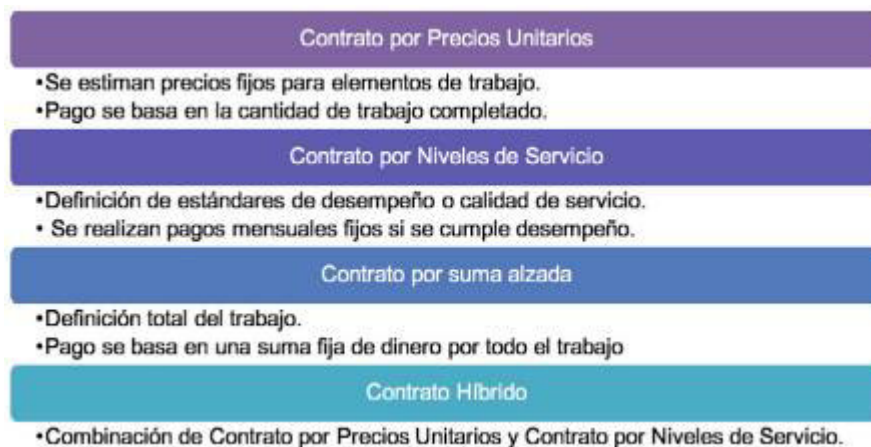 Contrato por Precios Unitarios
•Se estiman precios fijos para elementos de trabajo.
•Pago se basa en la cantidad de trabajo completado.
Contrato por Niveles de Servicio
•Definición de estándares de desempeño o calidad de servicio.
• Se realizan pagos mensuales fijos si se cumple desempeño.
Contrato por suma alzada
•Definición total del trabajo.
•Pago se basa en una suma fija de dinero por todo el trabajo
Contrato Híbrido
•Combinación de Contrato por Precios Unitarios y Contrato por Niveles de Servicio.